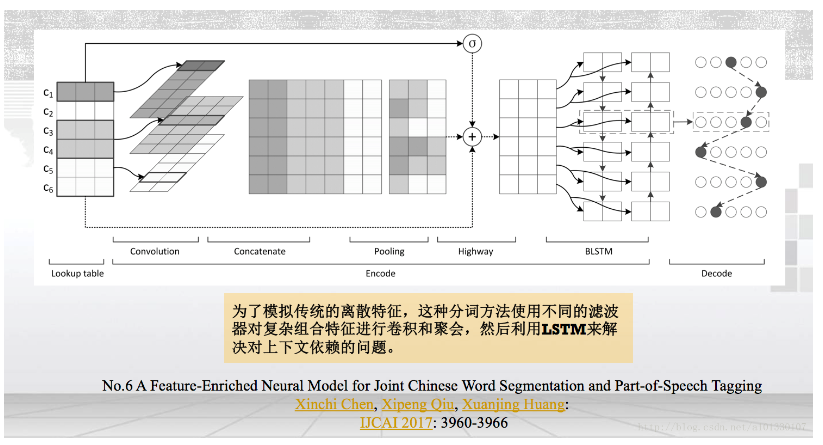 σ
c1
c2
c3
c4
c5
c6
+
Convolution
Concatenate
Pooling
Highway
BLSTM
Lookup table
Encode
Decode
为了模拟传统的离散特征，这种分词方法使用不同的滤波
器对复杂组合特征进行卷积和聚会，然后利用LSTM来解
决对上下文依赖的问题。
No.6 A Feature-Enriched Neural Model for Joint Chinese Word Segmentation and Part-of-Speech Tagging
Xinchi Chen, Xipeng Qiu, Xuanjing Huang:
IJCAI 2017: 3960-3966